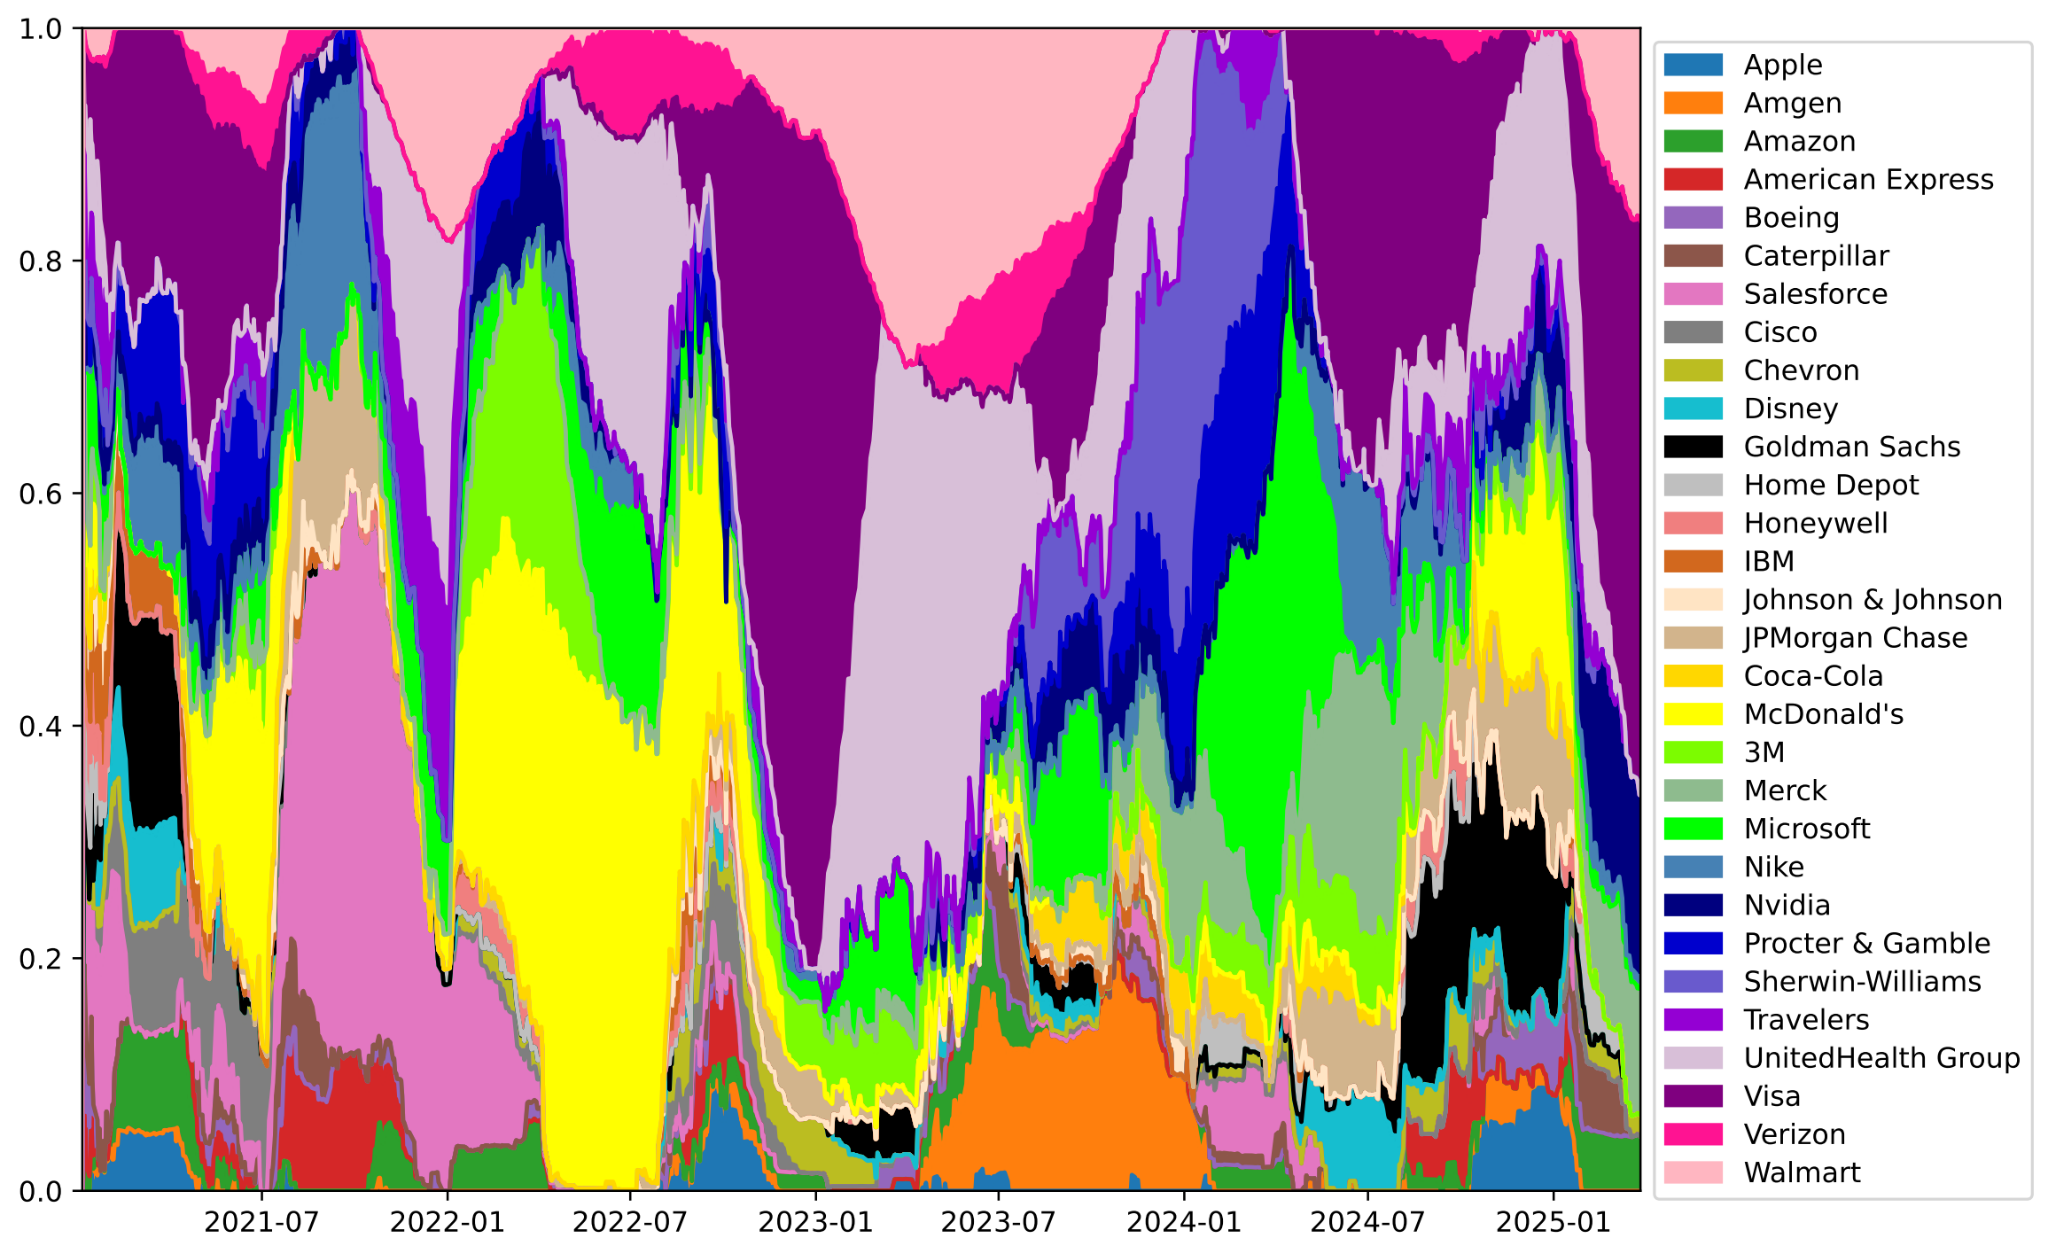 1.0
0.8
0.6
0.4
0.2
0.0
2021-07
2022-01
2022-07
2023-01
2023-07
2024-01
2024-07
2025-01
Apple
Amgen
Amazon
American Express
Boeing
Caterpillar
Salesforce
Cisco
Chevron
Disney
Goldman Sachs
Home Depot
Honeywell
IBM
Johnson & Johnson
JPMorgan Chase
Coca-Cola
McDonald's
3M
Merck
Microsoft
Nike
Nvidia
Procter & Gamble
Sherwin-Williams
Travelers
UnitedHealth Group
Visa
Verizon
Walmart